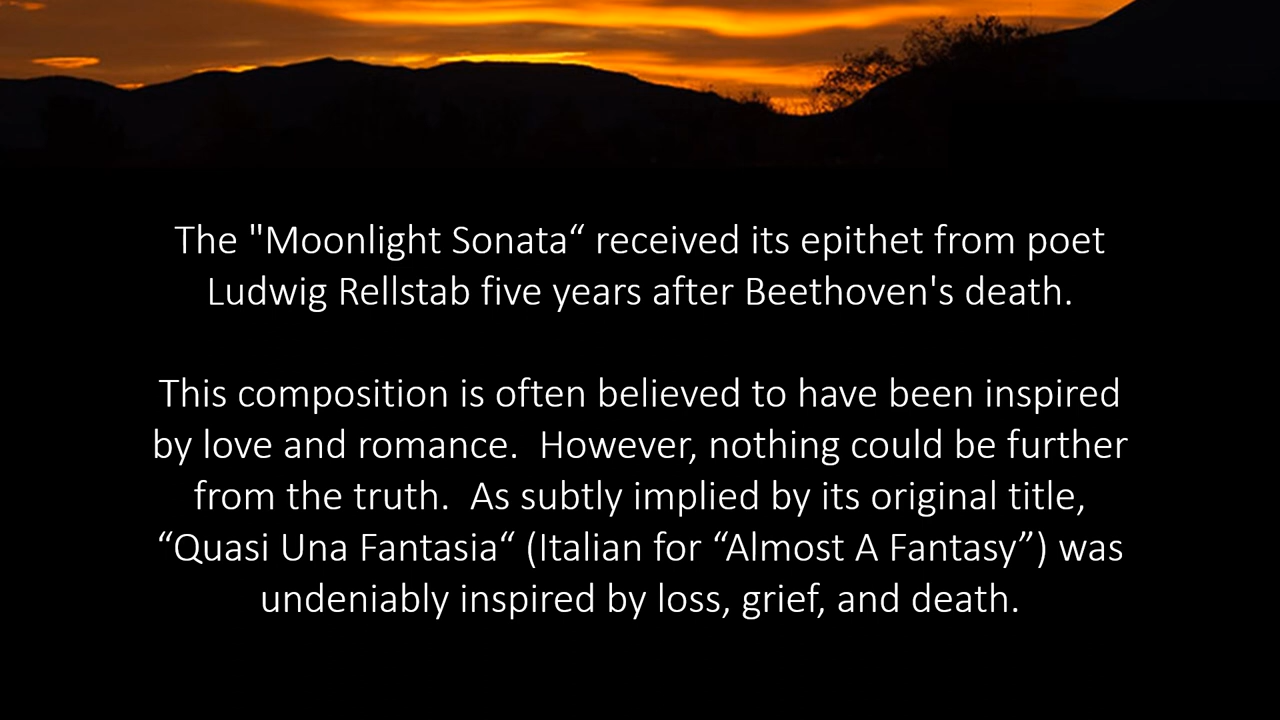 The "Moonlight Sonata“ received its epithet from poet
Ludwig Rellstab five years after Beethoven's death.
This composition is often believed to have been inspired
by love and romance.  However, nothing could be further
from the truth.  As subtly implied by its original title,
“Quasi Una Fantasia“ (Italian for “Almost A Fantasy”) was
undeniably inspired by loss, grief, and death.